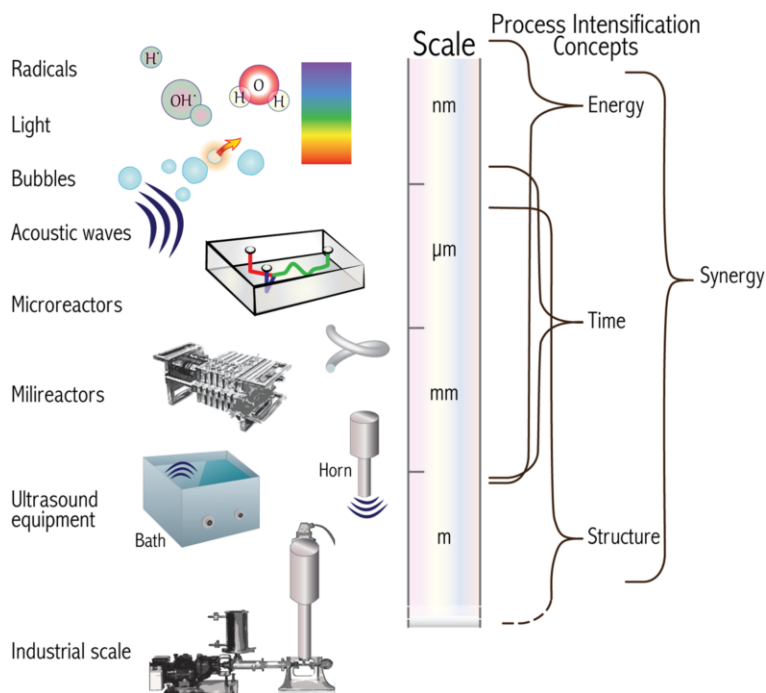 Process Intensification
Concepts
Scale
Radicals
H·
OH·
O
H H
Light
Bubbles
Acoustic waves
Microreactors
Milireactors
Ultrasound
equipment
Bath
Horn
Industrial scale
nm
µm
mm
m
Energy
Time
Structure
Synergy